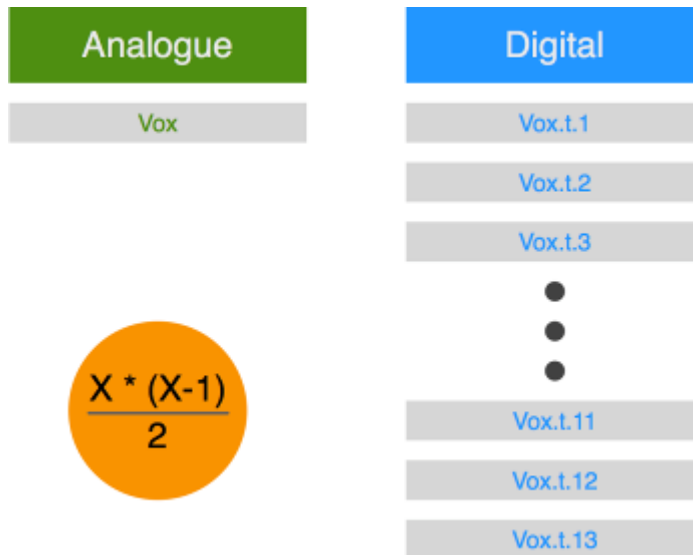 Analogue
Vox
X * (X-1)
2
Digital
Vox.t.1
Vox.t.2
Vox.t.3
Vox.t.11
Vox.t.12
Vox.t.13